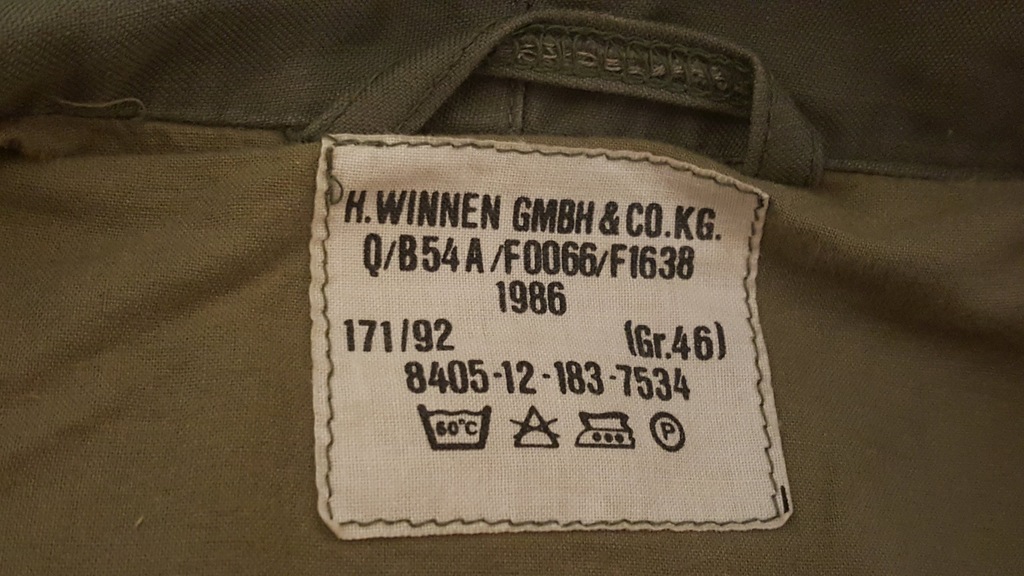 H. WINNEN GMBH & CO. KG.
Q/B54A/F0066/F1638
1986
171/92 (Gr.46)
8405-12-183-7534
60°C P